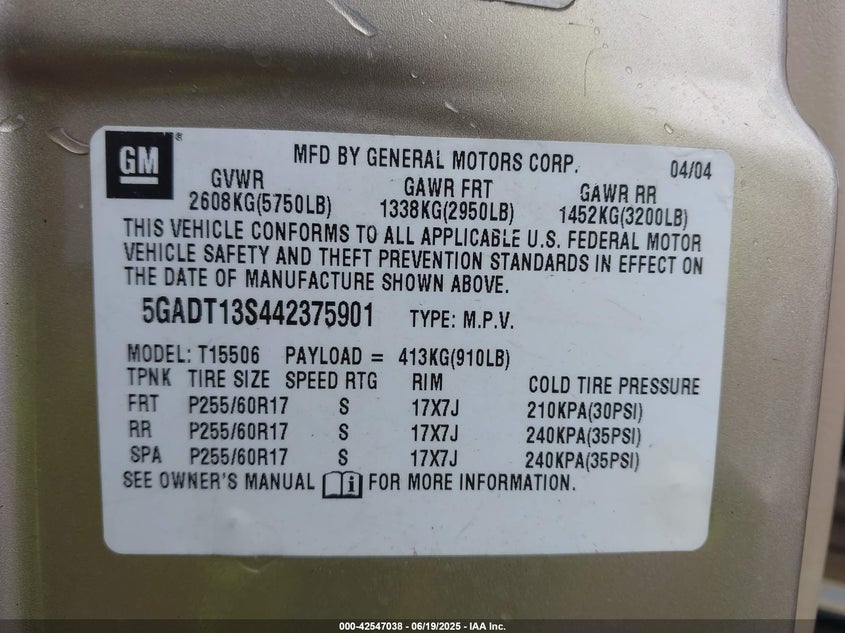 GM ®
MFD BY GENERAL MOTORS CORP. 04/04
GVWR GAWR FRT GAWR RR
2608KG(5750LB) 1338KG(2950LB) 1452KG(3200LB)
THIS VEHICLE CONFORMS TO ALL APPLICABLE U.S. FEDERAL MOTOR
VEHICLE SAFETY AND THEFT PREVENTION STANDARDS IN EFFECT ON
THE DATE OF MANUFACTURE SHOWN ABOVE.
5GADT13S442375901 TYPE: M.P.V.
MODEL: T15506 PAYLOAD = 413KG(910LB)
TPNK TIRE SIZE SPEED RTG RIM COLD TIRE PRESSURE
FRT P255/60R17 S 17X7J 210KPA(30PSI)
RR P255/60R17 S 17X7J 240KPA(35PSI)
SPA P255/60R17 S 17X7J 240KPA(35PSI)
SEE OWNER'S MANUAL i FOR MORE INFORMATION.
000-42547038 - 06/19/2025 - IAA Inc.